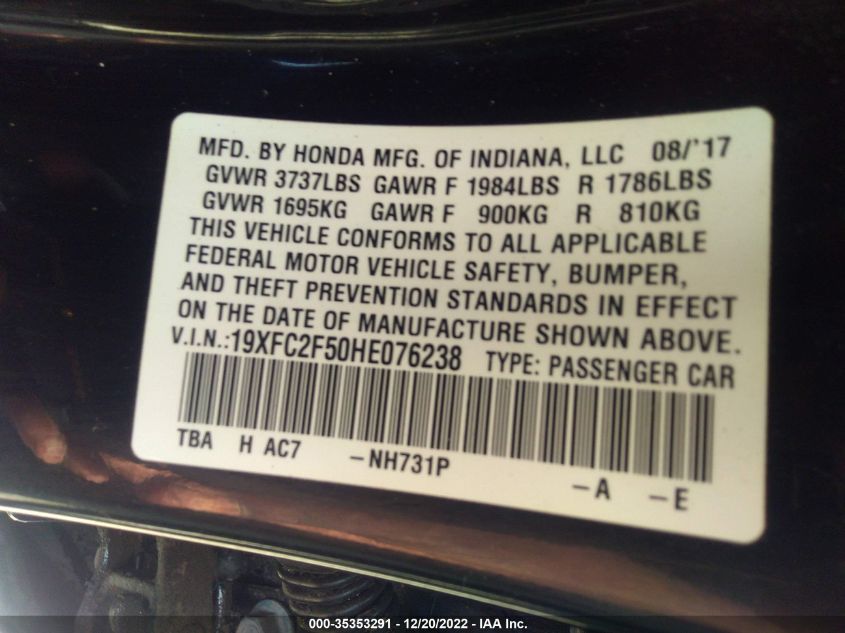 MFD. BY HONDA MFG. OF INDIANA, LLC 08/'17
GVWR 3737LBS GAWR F 1984LBS R 1786LBS
GVWR 1695KG GAWR F 900KG R 810KG
THIS VEHICLE CONFORMS TO ALL APPLICABLE
FEDERAL MOTOR VEHICLE SAFETY, BUMPER,
AND THEFT PREVENTION STANDARDS IN EFFECT
ON THE DATE OF MANUFACTURE SHOWN ABOVE.
V.I.N.:19XFC2F50HE076238 TYPE: PASSENGER CAR
TBA H AC7 -NH731P -A -E
000-35353291 - 12/20/2022 - IAA Inc.